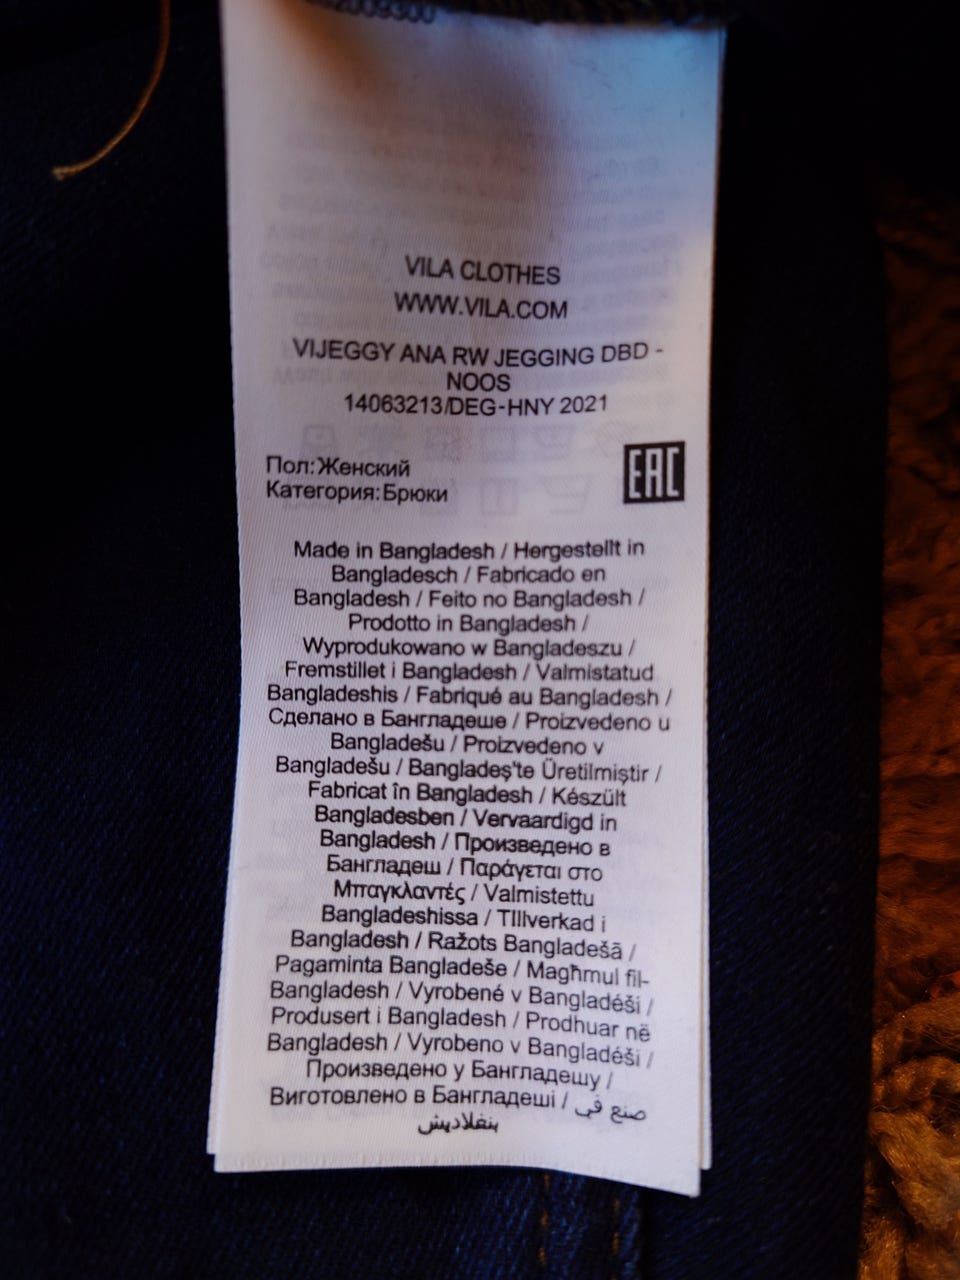 VILA CLOTHES
WWW.VILA.COM
VIJEGGY ANA RW JEGGING DBD -
NOOS
14063213/DEG-HNY 2021
Пол:Женский
Категория:Брюки
EAC
Made in Bangladesh / Hergestellt in
Bangladesch / Fabricado en
Bangladesh / Feito no Bangladesh /
Prodotto in Bangladesh /
Wyprodukowano w Bangladeszu /
Fremstillet i Bangladesh / Valmistatud
Bangladeshis / Fabriqué au Bangladesh /
Сделано в Бангладеше / Proizvedeno u
Bangladešu / Proizvedeno v
Bangladešu / Bangladeş'te Üretilmiştir /
Fabricat în Bangladesh / Készült
Bangladesben / Vervaardigd in
Bangladesh / Произведено в
Бангладеш / Παράγεται στο
Μπαγκλαντές / Valmistettu
Bangladeshissa / TIllverkad i
Bangladesh / Ražots Bangladešā /
Pagaminta Bangladeše / Magħmul fil-
Bangladesh / Vyrobené v Bangladéši /
Produsert i Bangladesh / Prodhuar në
Bangladesh / Vyrobeno v Bangladéši /
Произведено у Бангладешу /
Виготовлено в Бангладеші / صنع في
بنغلاديش